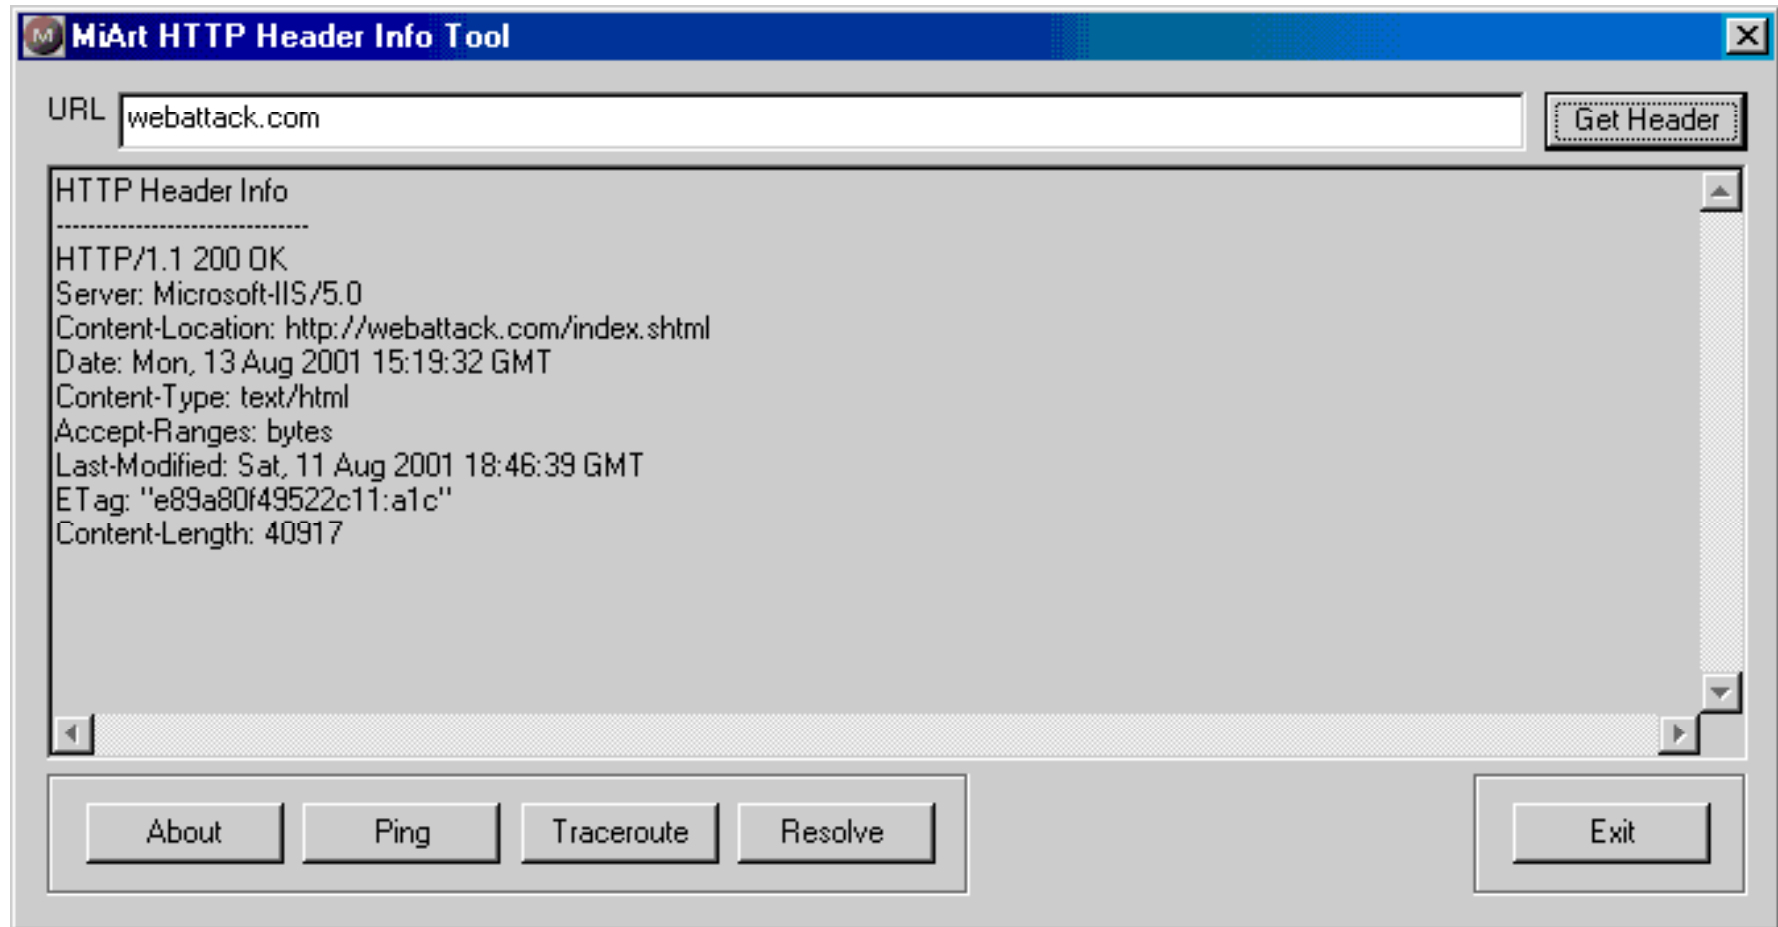 MiArt HTTP Header Info Tool
URL webattack.com Get Header
HTTP Header Info
-------------------------------
HTTP/1.1 200 OK
Server: Microsoft-IIS/5.0
Content-Location: http://webattack.com/index.shtml
Date: Mon, 13 Aug 2001 15:19:32 GMT
Content-Type: text/html
Accept-Ranges: bytes
Last-Modified: Sat, 11 Aug 2001 18:46:39 GMT
ETag: "e89a80f49522c11:a1c"
Content-Length: 40917
About Ping Traceroute Resolve Exit